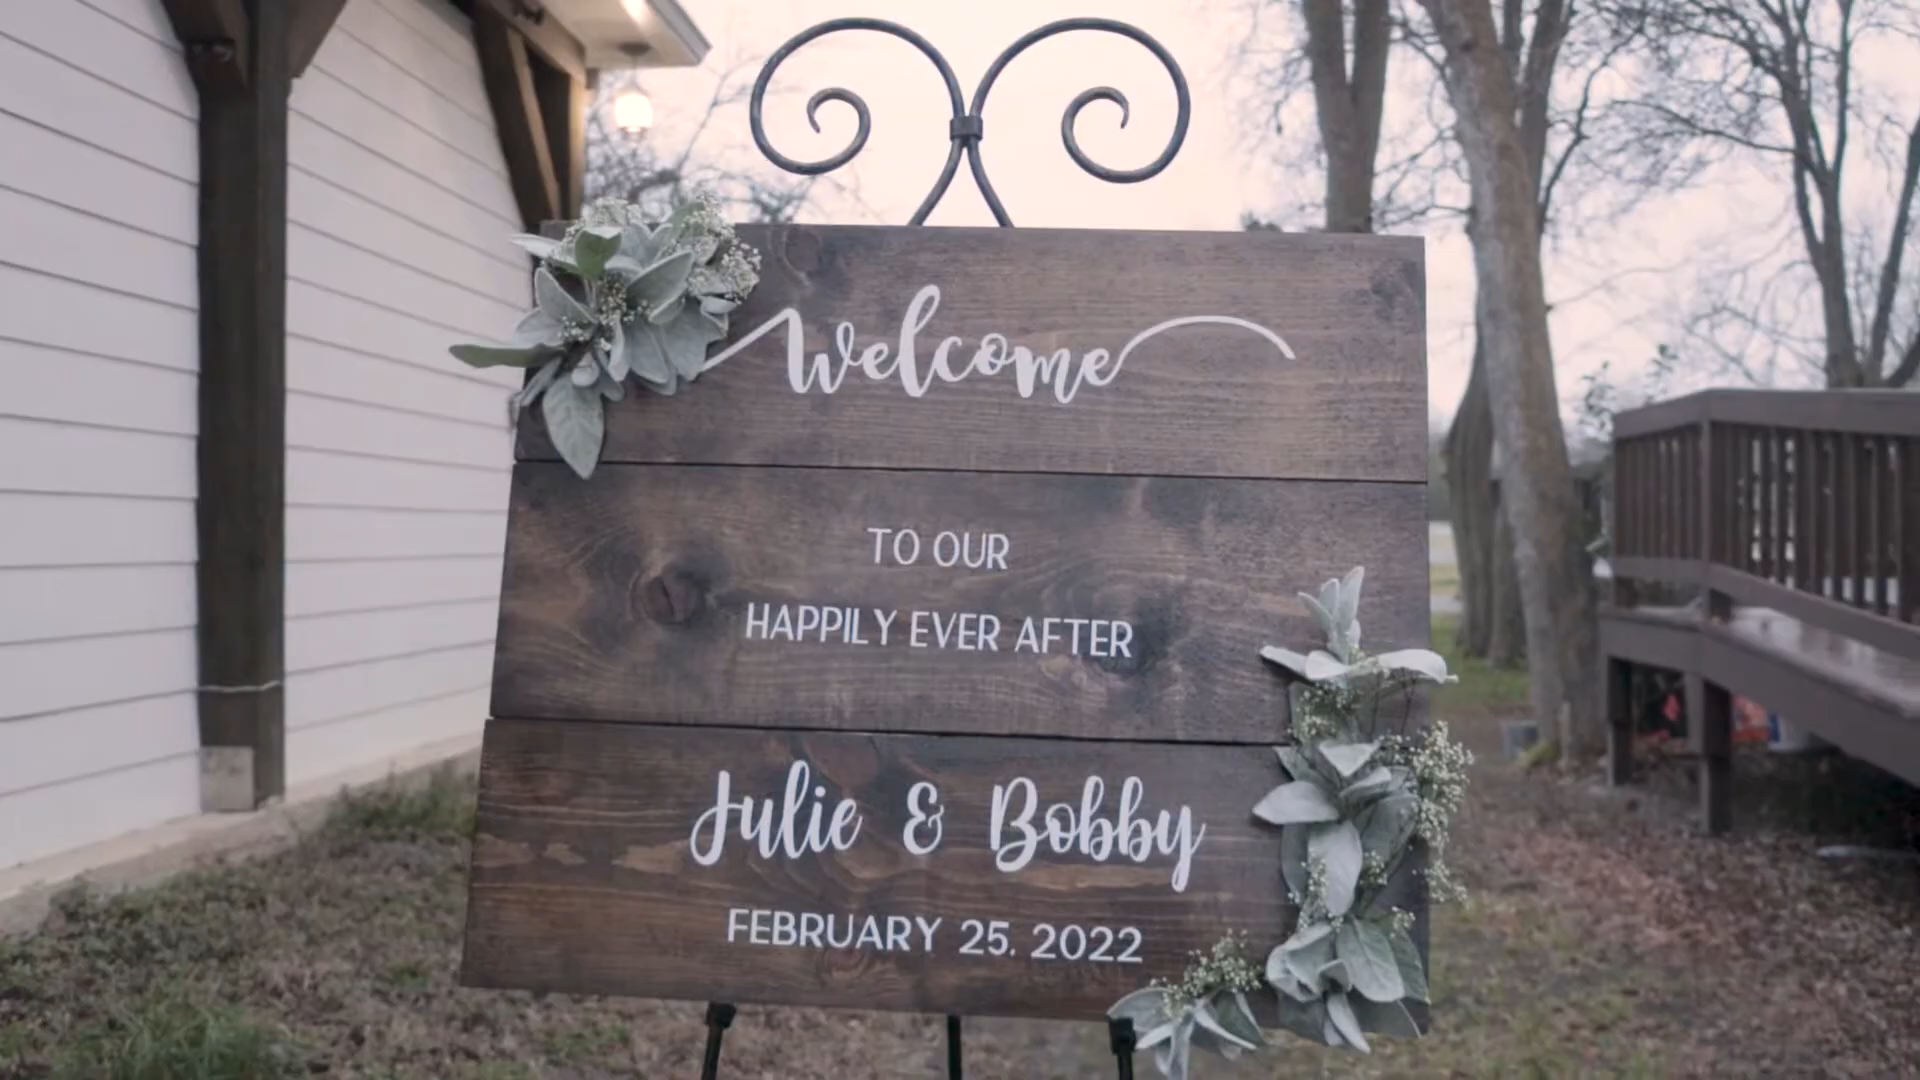 Welcome
TO OUR
HAPPILY EVER AFTER
Julie & Bobby
FEBRUARY 25, 2022